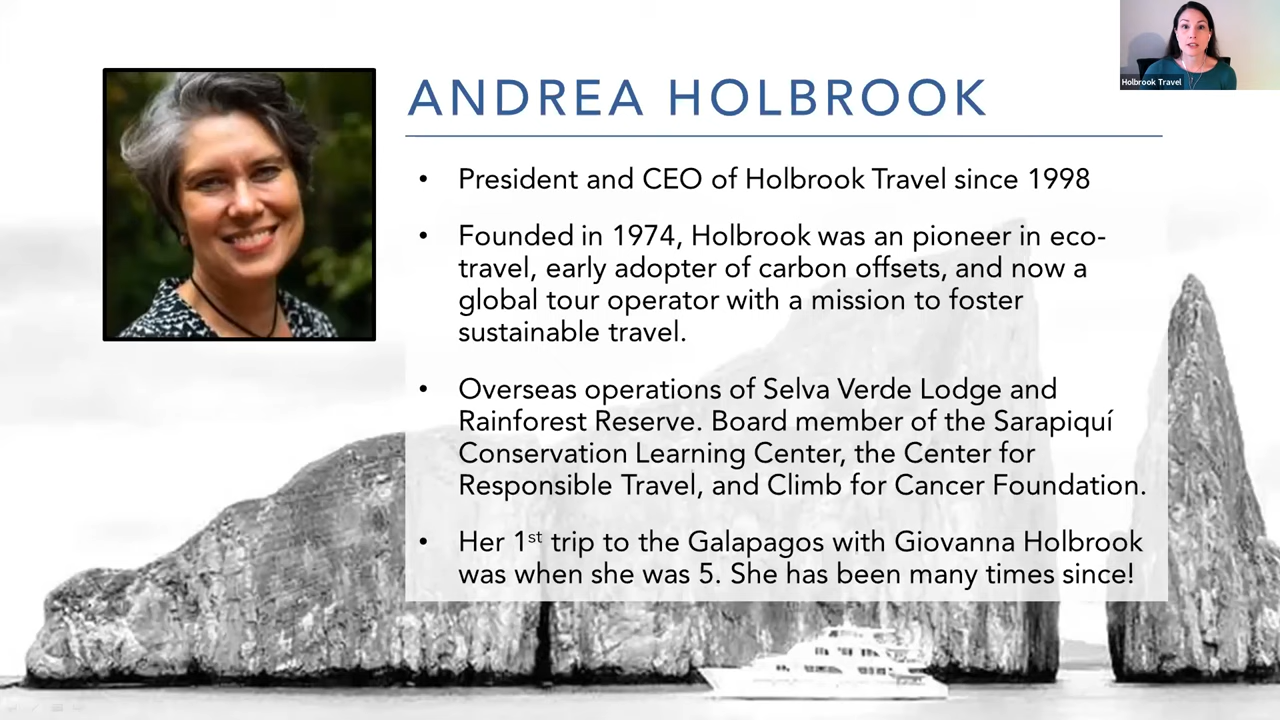 Holbrook Travel
ANDREA HOLBROOK
• President and CEO of Holbrook Travel since 1998
• Founded in 1974, Holbrook was an pioneer in eco-
travel, early adopter of carbon offsets, and now a
global tour operator with a mission to foster
sustainable travel.
• Overseas operations of Selva Verde Lodge and
Rainforest Reserve. Board member of the Sarapiquí
Conservation Learning Center, the Center for
Responsible Travel, and Climb for Cancer Foundation.
• Her 1st trip to the Galapagos with Giovanna Holbrook
was when she was 5. She has been many times since!